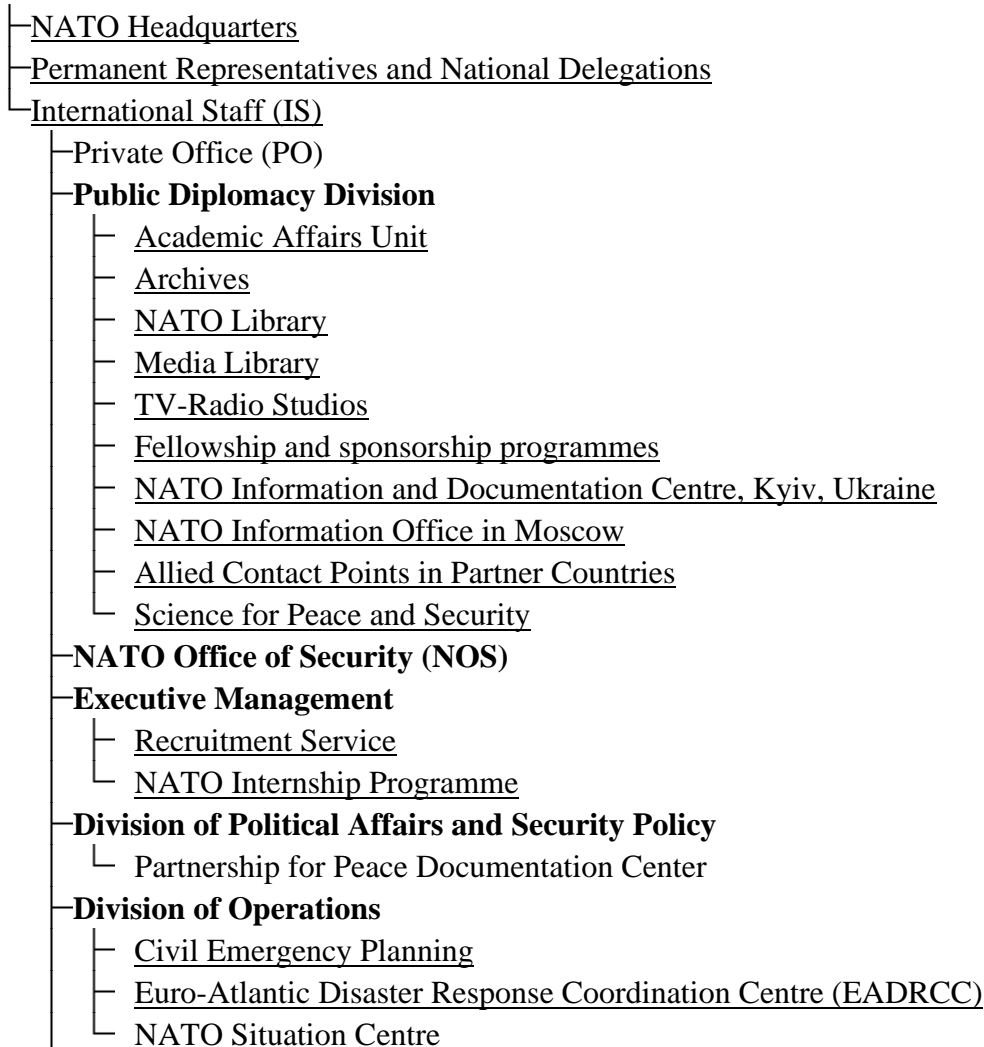 NATO Headquarters
Permanent Representatives and National Delegations
International Staff (IS)
Private Office (PO)
Public Diplomacy Division
Academic Affairs Unit
Archives
NATO Library
Media Library
TV-Radio Studios
Fellowship and sponsorship programmes
NATO Information and Documentation Centre, Kyiv, Ukraine
NATO Information Office in Moscow
Allied Contact Points in Partner Countries
Science for Peace and Security
NATO Office of Security (NOS)
Executive Management
Recruitment Service
NATO Internship Programme
Division of Political Affairs and Security Policy
Partnership for Peace Documentation Center
Division of Operations
Civil Emergency Planning
Euro-Atlantic Disaster Response Coordination Centre (EADRCC)
NATO Situation Centre